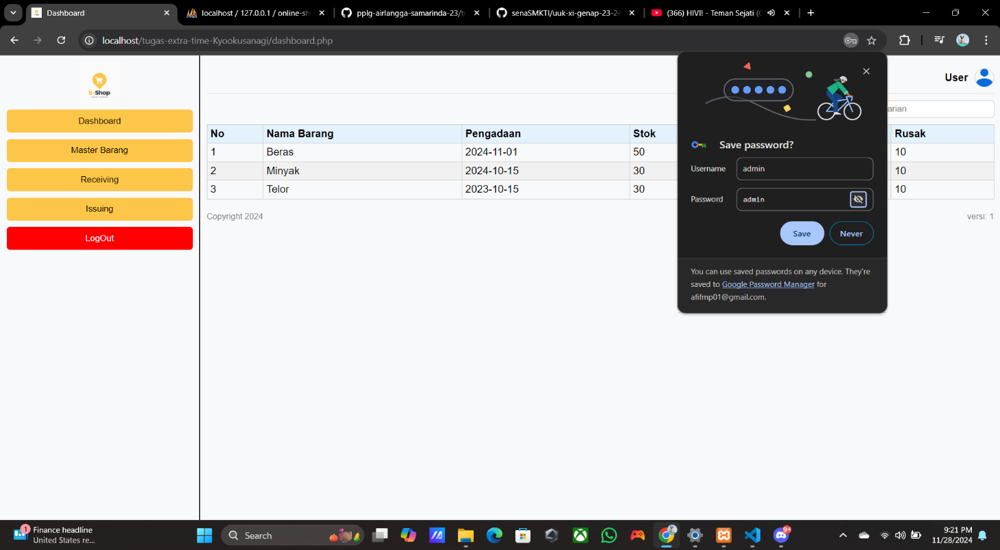 Dashboard
localhost / 127.0.0.1 / online-sh
pplg-airlangga-samarinda-23/t
senaSMKTI/uuk-xi-genap-23-24
(366) HIVI! - Teman Sejati (
localhost/tugas-extra-time-Kyookusanagi/dashboard.php
E-Shop
Dashboard
Master Barang
Receiving
Issuing
LogOut
User
arian
No Nama Barang Pengadaan Stok Rusak
1 Beras 2024-11-01 50 10
2 Minyak 2024-10-15 30 10
3 Telor 2023-10-15 30 10
Copyright 2024
versi: 1
Save password?
Username admin
Password admin
Save Never
You can use saved passwords on any device. They're
saved to Google Password Manager for
afifmp01@gmail.com.
1
Finance headline
United States re...
Search
9+
9:21 PM
11/28/2024